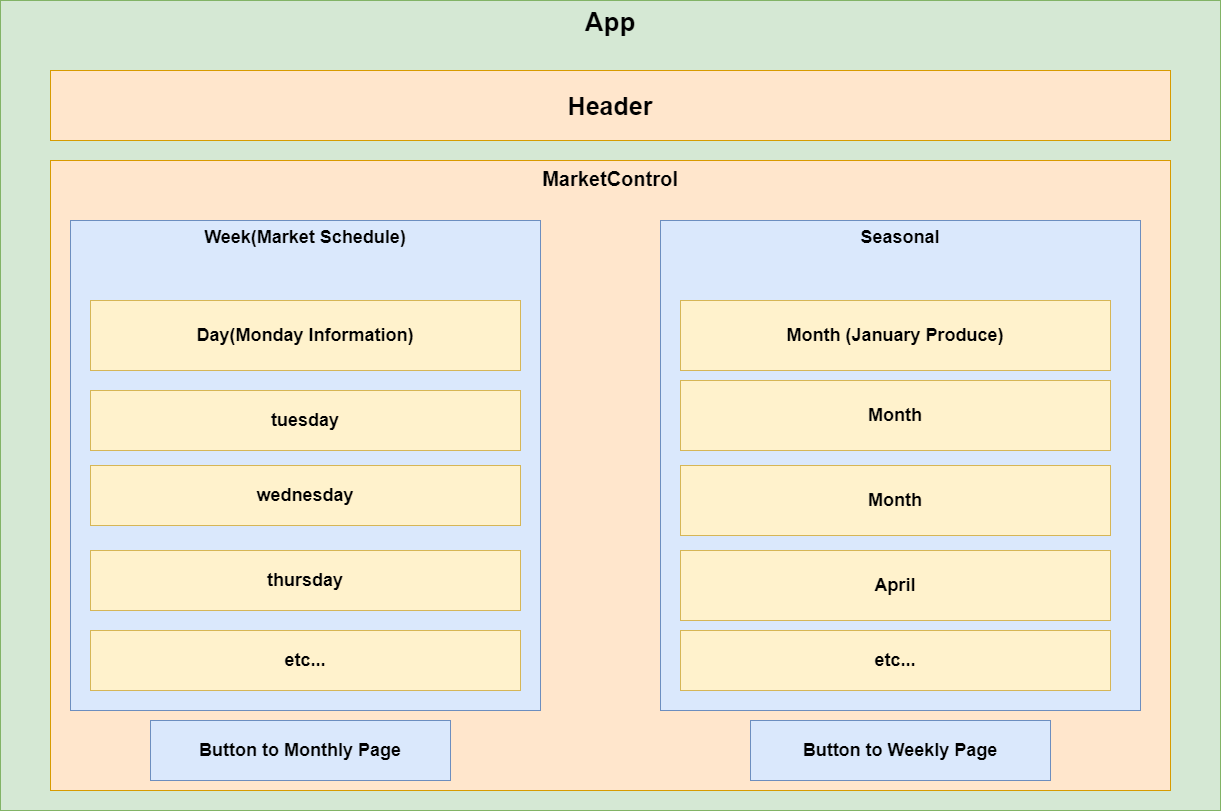 App
Header
MarketControl
Week(Market Schedule)
Day(Monday Information)
tuesday
wednesday
thursday
etc...
Button to Monthly Page
Seasonal
Month (January Produce)
Month
Month
April
etc...
Button to Weekly Page